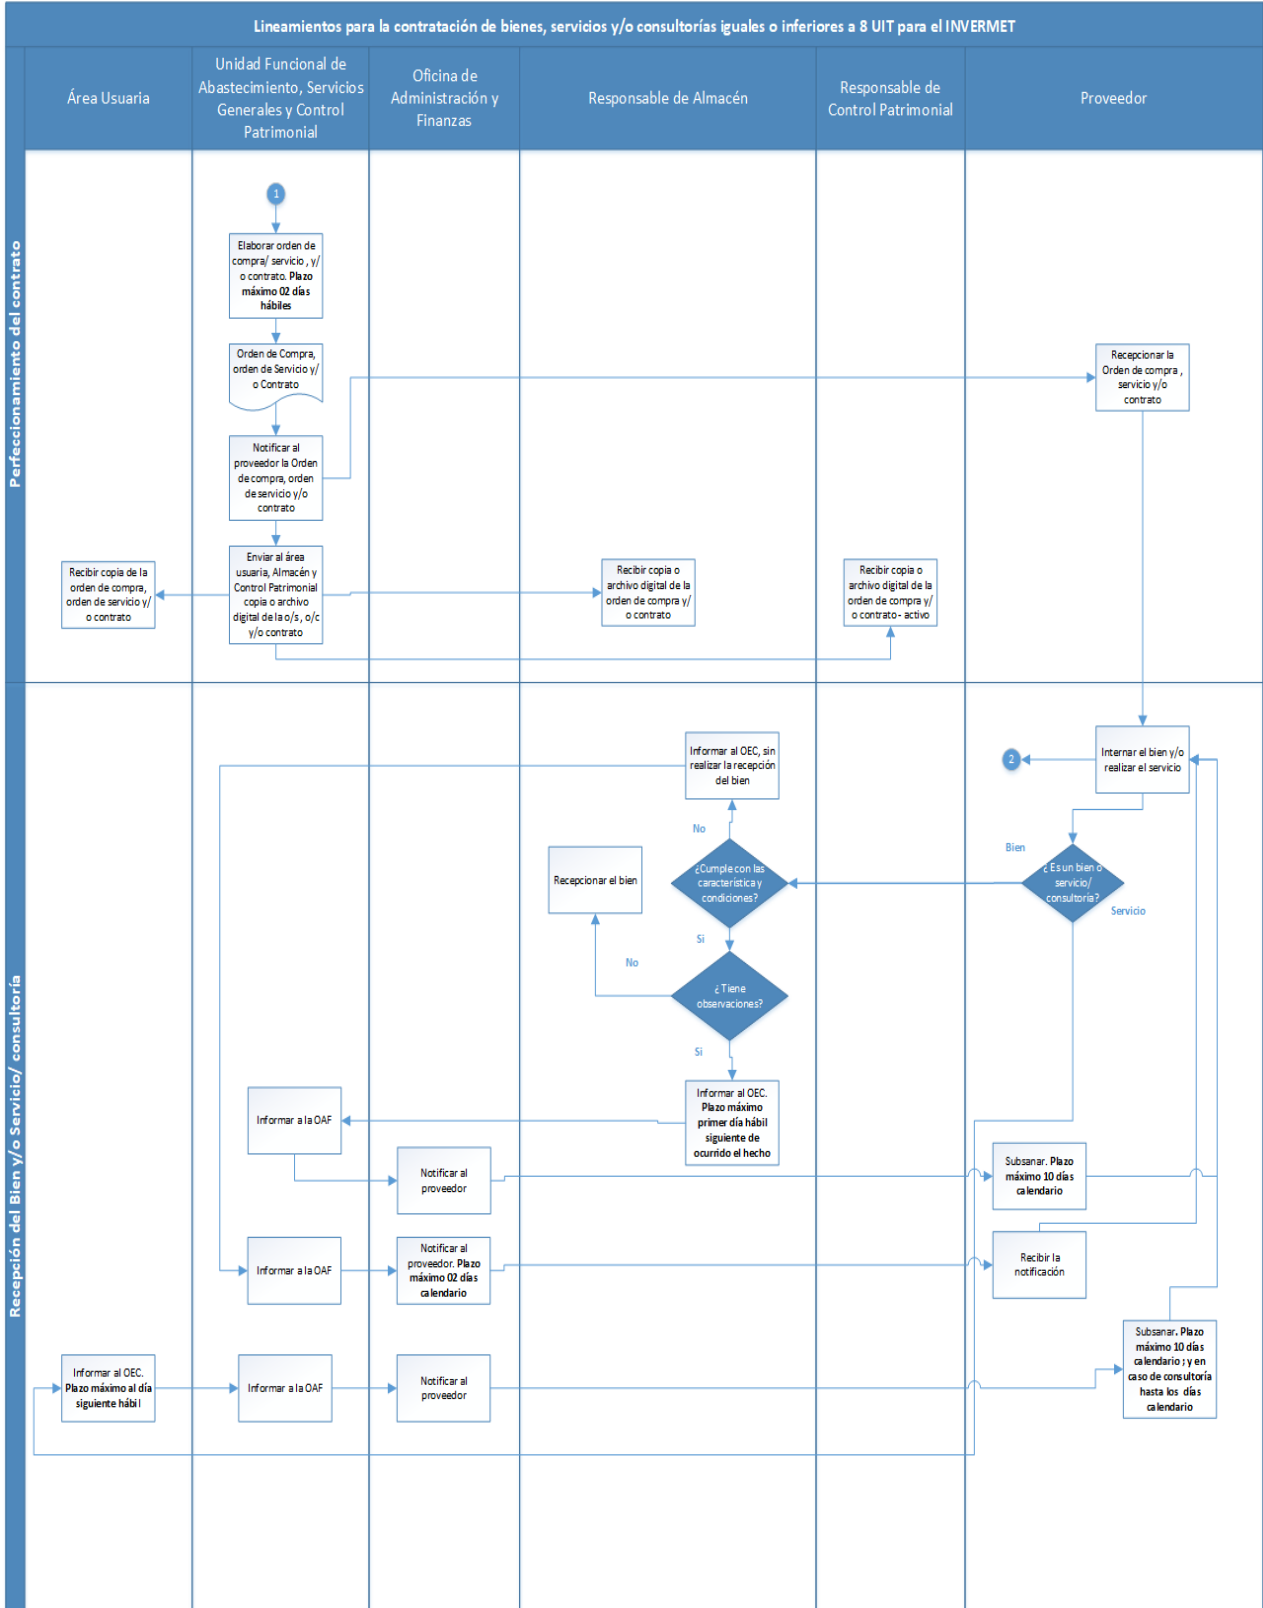 Lineamientos para la contratación de bienes, servicios y/o consultorías iguales o inferiores a 8 UIT para el INVERMET
Área Usuaria
Unidad Funcional de
Abastecimiento, Servicios
Generales y Control
Patrimonial
Oficina de
Administración y
Finanzas
Responsable de Almacén
Responsable de
Control Patrimonial
Proveedor
Perfeccionamiento del contrato
1
Elaborar orden de
compra/ servicio , y/
o contrato. Plazo
máximo 02 días
hábiles
Orden de Compra,
orden de Servicio y/
o Contrato
Recepcionar la
Orden de compra ,
servicio y/o
contrato
Notificar al
proveedor la Orden
de compra, orden
de servicio y/o
contrato
Recibir copia de la
orden de compra,
orden de servicio y/
o contrato
Enviar al área
usuaria, Almacén y
Control Patrimonial
copia o archivo
digital de la o/s , o/c
y/o contrato
Recibir copia o
archivo digital de la
orden de compra y/
o contrato
Recibir copia o
archivo digital de la
orden de compra y/
o contrato - activo
Recepción del Bien y/o Servicio/ consultoría
Informar al OEC, sin
realizar la recepción
del bien
2
Internar el bien y/o
realizar el servicio
No
Bien
Recepcionar el bien
¿Cumple con las
característica y
condiciones?
¿ Es un bien o
servicio/
consultoría?
Servicio
Si
No
¿ Tiene
observaciones?
Si
Informar a la OAF
Informar al OEC.
Plazo máximo
primer día hábil
siguiente de
ocurrido el hecho
Notificar al
proveedor
Subsanar. Plazo
máximo 10 días
calendario
Informar a la OAF
Notificar al
proveedor. Plazo
máximo 02 días
calendario
Recibir la
notificación
Informar al OEC.
Plazo máximo al día
siguiente hábil
Informar a la OAF
Notificar al
proveedor
Subsanar. Plazo
máximo 10 días
calendario ; y en
caso de consultoría
hasta los días
calendario